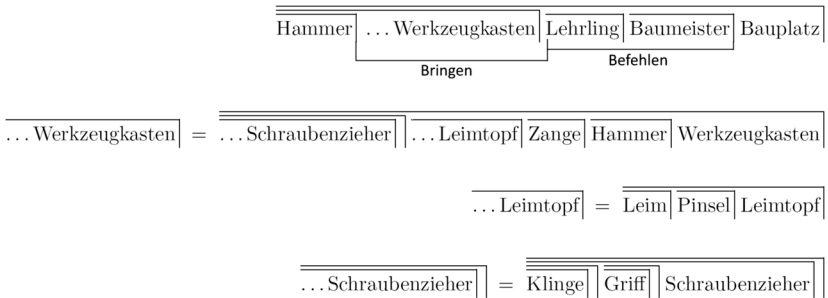 Hammer ...Werkzeugkasten Lehrling Baumeister Bauplatz
Bringen Befehlen
...Werkzeugkasten = ...Schraubenzieher ...Leimtopf Zange Hammer Werkzeugkasten
...Leimtopf = Leim Pinsel Leimtopf
...Schraubenzieher = Klinge Griff Schraubenzieher